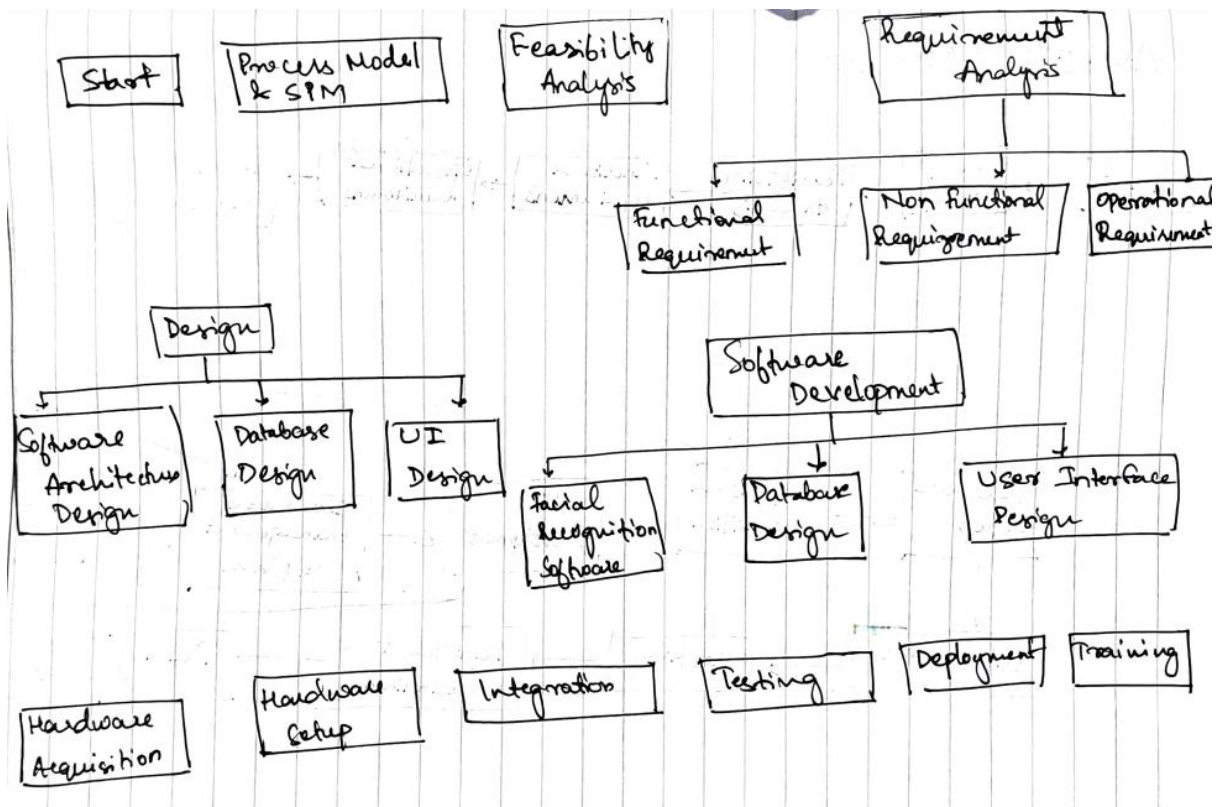 Start
Process Model
& SPM
Feasibility
Analysis
Requirement
Analysis
Functional
Requirement
Non Functional
Requirement
Operational
Requirement
Design
Software
Architecture
Design
Database
Design
UI
Design
Software
Development
Facial
Recognition
Software
Database
Design
User Interface
Design
Hardware
Acquisition
Hardware
Setup
Integration
Testing
Deployment
Training